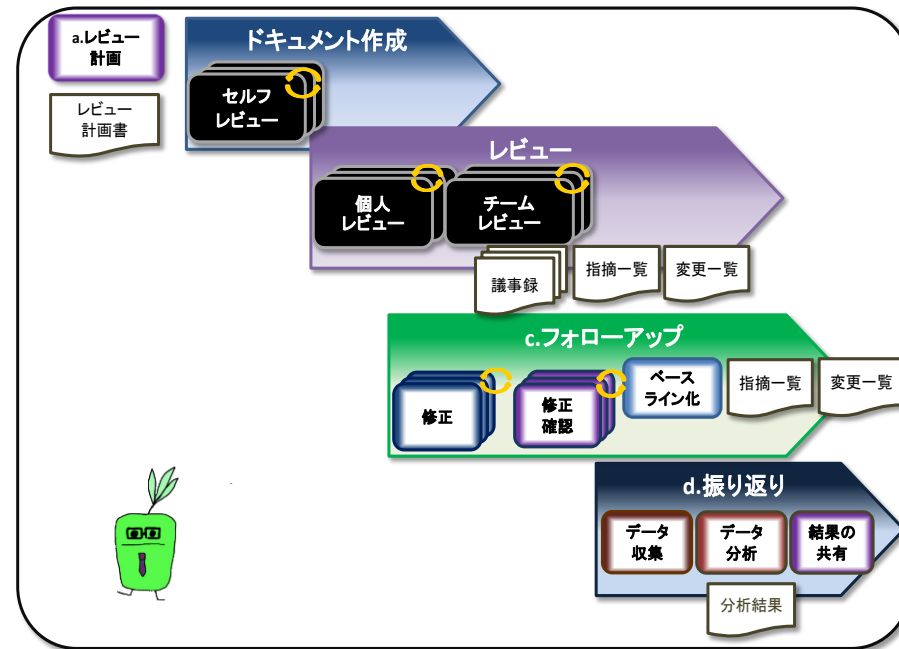 a.レビュー
計画
レビュー
計画書
ドキュメント作成
セルフ
レビュー
レビュー
個人
レビュー
チーム
レビュー
議事録
指摘一覧
変更一覧
c.フォローアップ
修正
修正
確認
ベース
ライン化
指摘一覧
変更一覧
d.振り返り
データ
収集
データ
分析
結果の
共有
分析結果